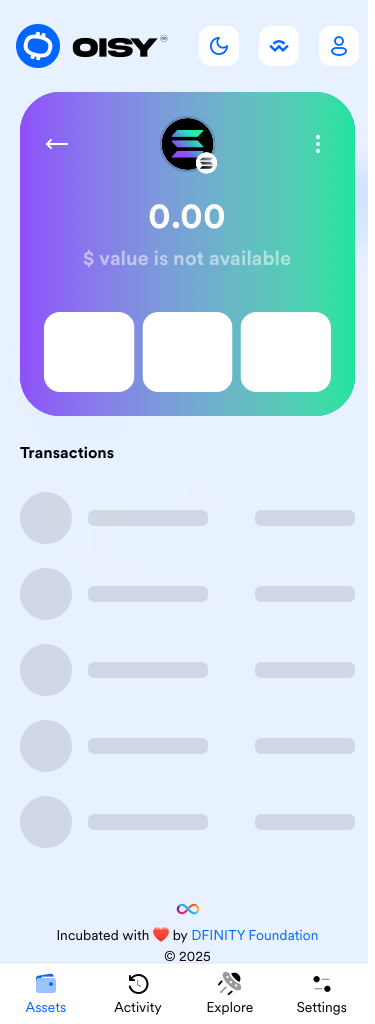 OISY
0.00
$ value is not available
Transactions
Incubated with ❤️ by DFINITY Foundation
© 2025
Assets
Activity
Explore
Settings